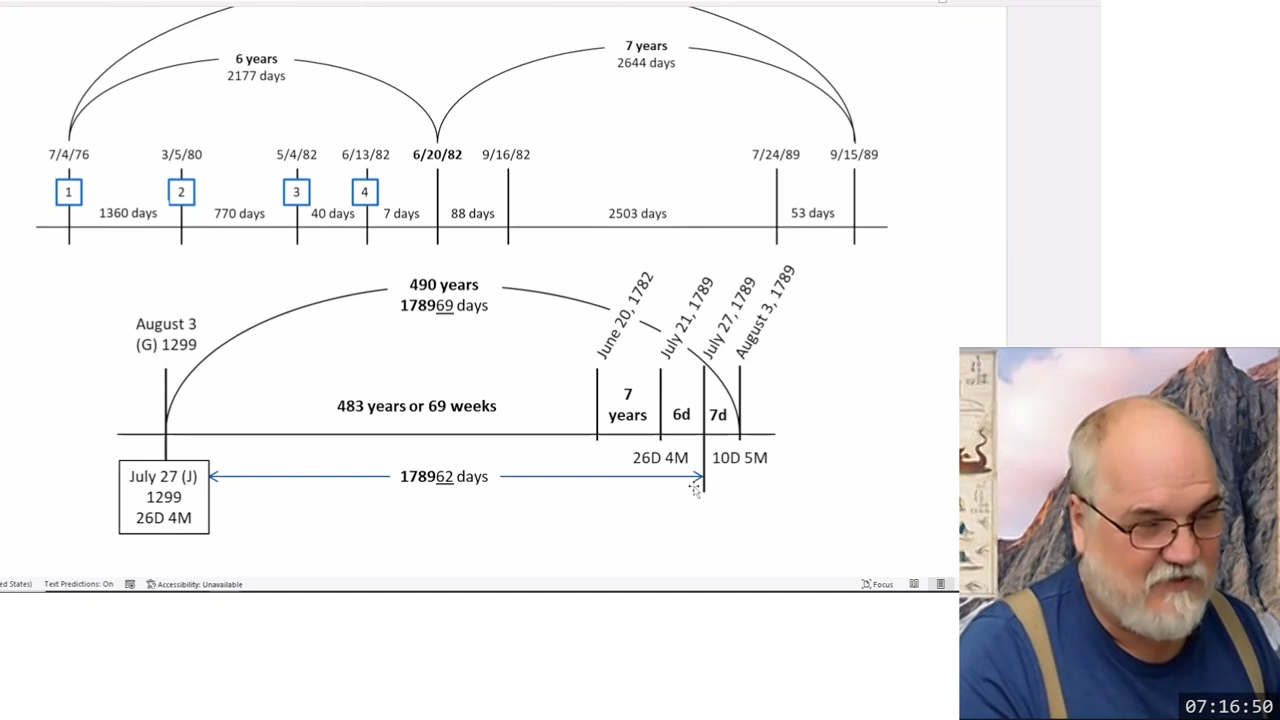 6 years
2177 days
7 years
2644 days
7/4/76
3/5/80
5/4/82
6/13/82
6/20/82
9/16/82
7/24/89
9/15/89
1
2
3
4
1360 days
770 days
40 days
7 days
88 days
2503 days
53 days
490 years
178969 days
August 3
(G) 1299
June 20, 1782
July 21, 1789
July 27, 1789
August 3, 1789
483 years or 69 weeks
7
years
6d
7d
26D 4M
10D 5M
July 27 (J)
1299
26D 4M
178962 days
ed States)
Text Predictions: On
Accessibility: Unavailable
Focus
07:16:50